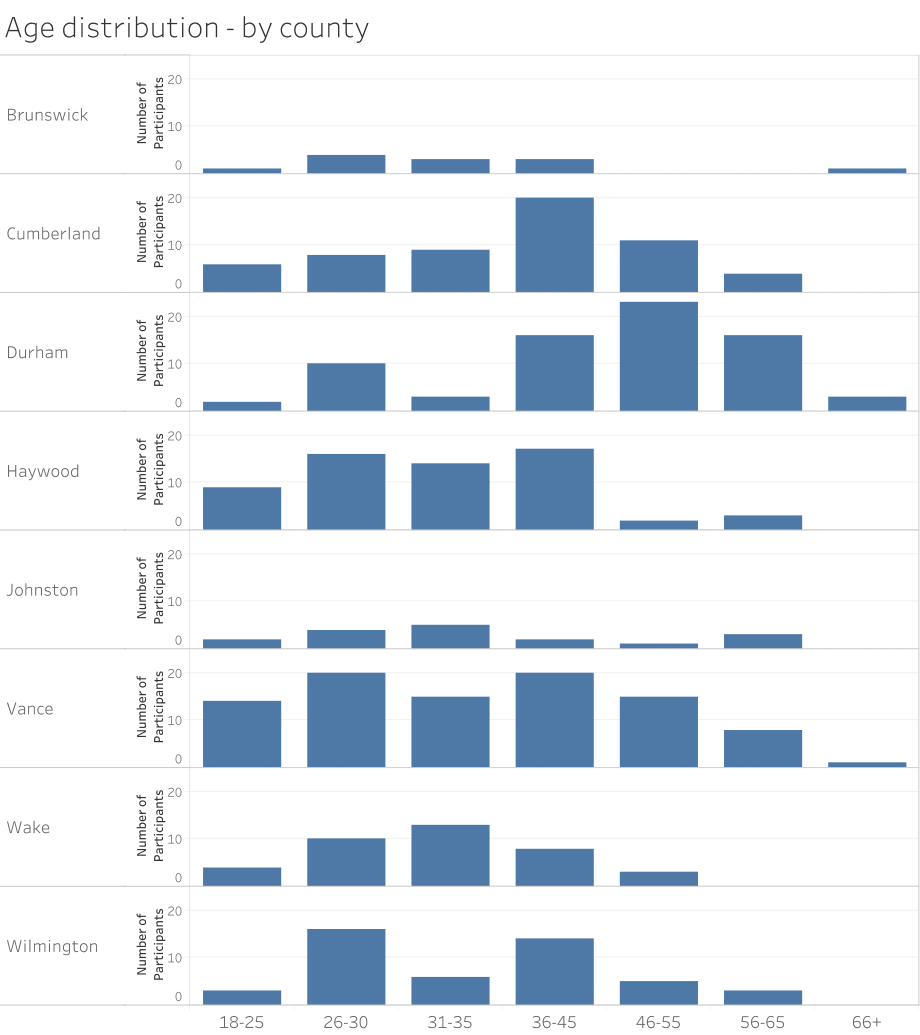 Age distribution - by county
Brunswick
Number of
Participants
20
10
0
Cumberland
Number of
Participants
20
10
0
Durham
Number of
Participants
20
10
0
Haywood
Number of
Participants
20
10
0
Johnston
Number of
Participants
20
10
0
Vance
Number of
Participants
20
10
0
Wake
Number of
Participants
20
10
0
Wilmington
Number of
Participants
20
10
0
18-25 26-30 31-35 36-45 46-55 56-65 66+